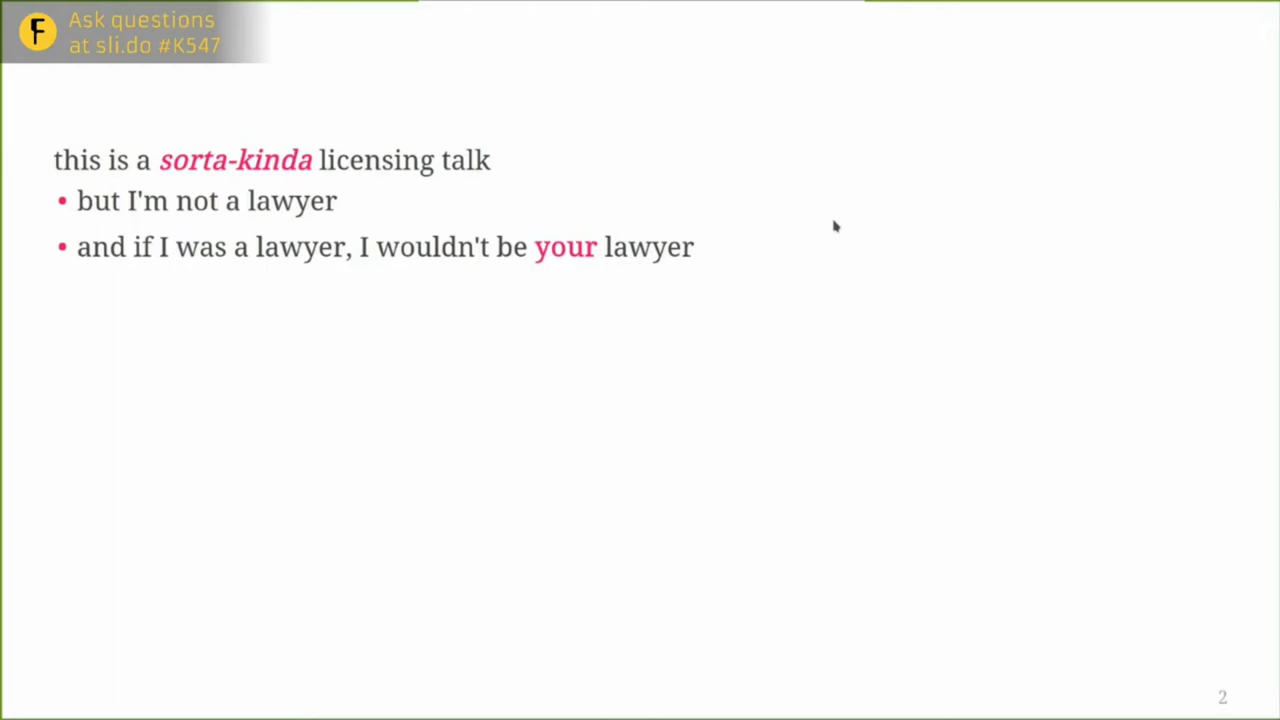 F
Ask questions
at sli.do #K547
this is a sorta-kinda licensing talk
• but I'm not a lawyer
• and if I was a lawyer, I wouldn't be your lawyer
2